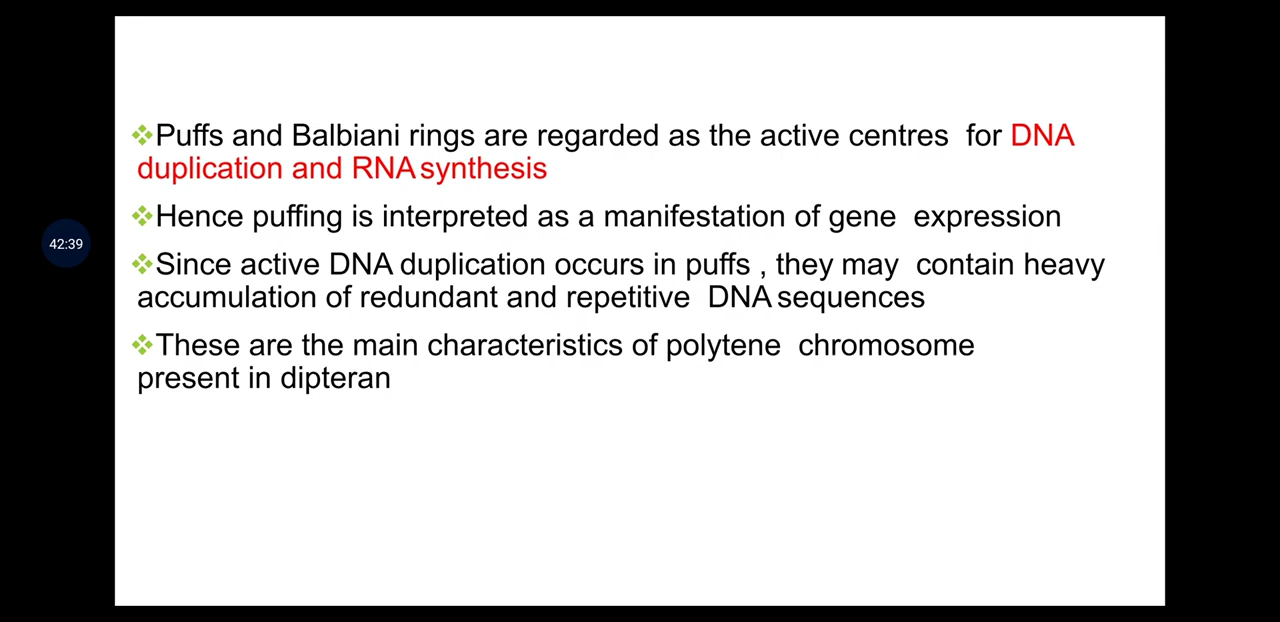 ❖Puffs and Balbiani rings are regarded as the active centres for DNA
duplication and RNA synthesis
❖Hence puffing is interpreted as a manifestation of gene expression
42:39
❖Since active DNA duplication occurs in puffs , they may contain heavy
accumulation of redundant and repetitive DNA sequences
❖These are the main characteristics of polytene chromosome
present in dipteran